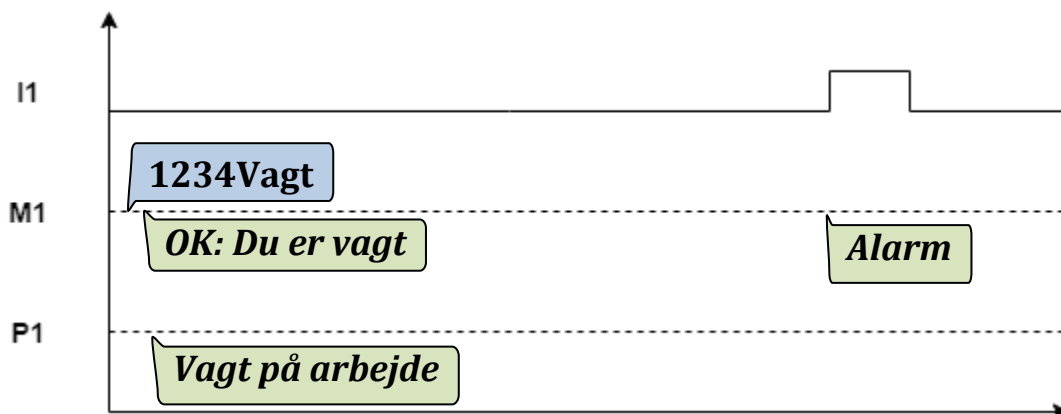 I1
1234Vagt
M1
OK: Du er vagt
Alarm
P1
Vagt på arbejde